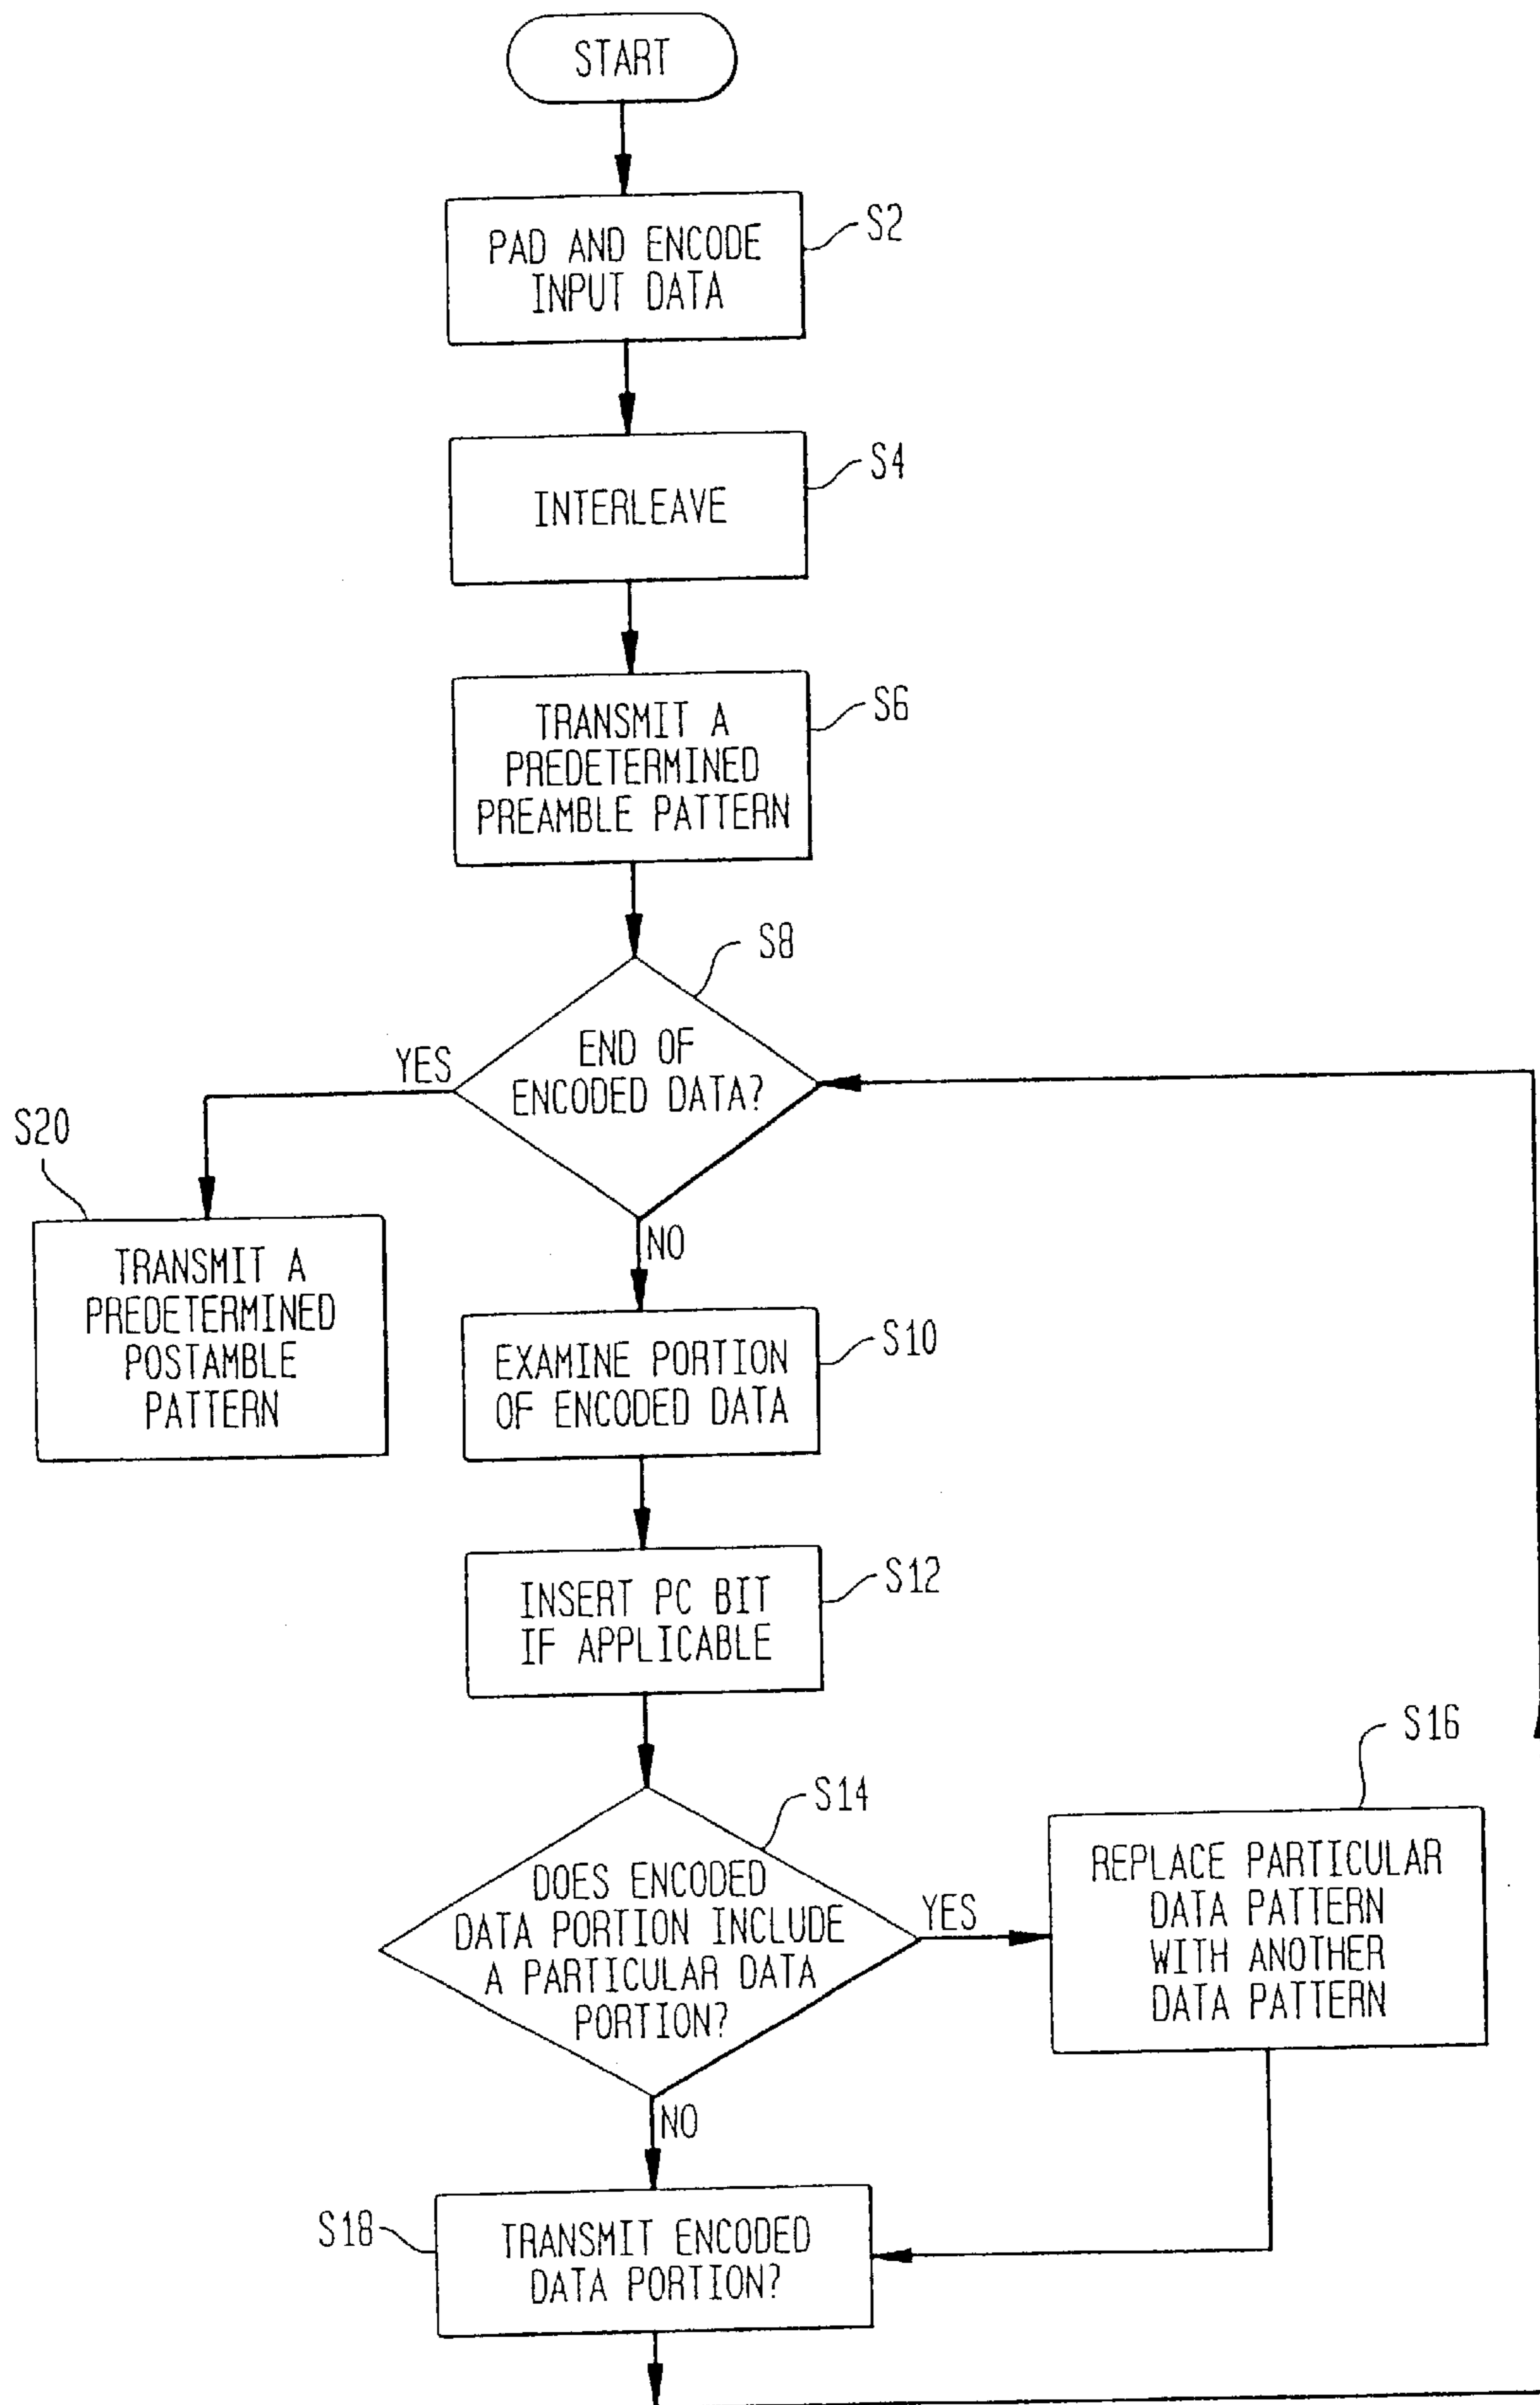 START
PAD AND ENCODE
INPUT DATA
S2
INTERLEAVE
S4
TRANSMIT A
PREDETERMINED
PREAMBLE PATTERN
S6
S8
END OF
ENCODED DATA?
YES
NO
S20
TRANSMIT A
PREDETERMINED
POSTAMBLE
PATTERN
EXAMINE PORTION
OF ENCODED DATA
S10
INSERT PC BIT
IF APPLICABLE
S12
S14
DOES ENCODED
DATA PORTION INCLUDE
A PARTICULAR DATA
PORTION?
YES
NO
S16
REPLACE PARTICULAR
DATA PATTERN
WITH ANOTHER
DATA PATTERN
S18
TRANSMIT ENCODED
DATA PORTION?